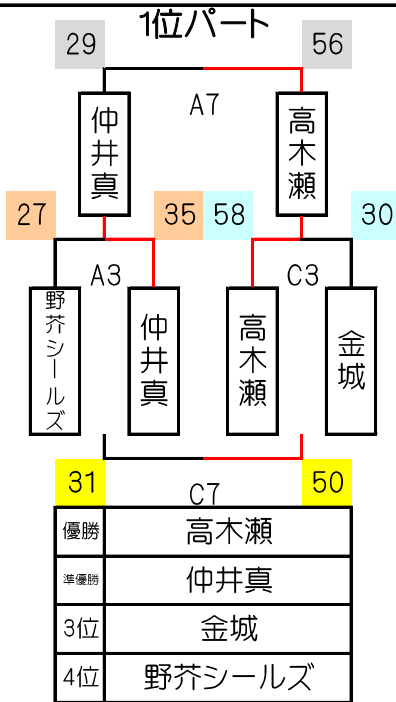 1位パート
29
56
A7
仲井真
高木瀬
27
35
58
30
A3
C3
野芥シールズ
仲井真
高木瀬
金城
31
C7
50
優勝 高木瀬
準優勝 仲井真
3位 金城
4位 野芥シールズ